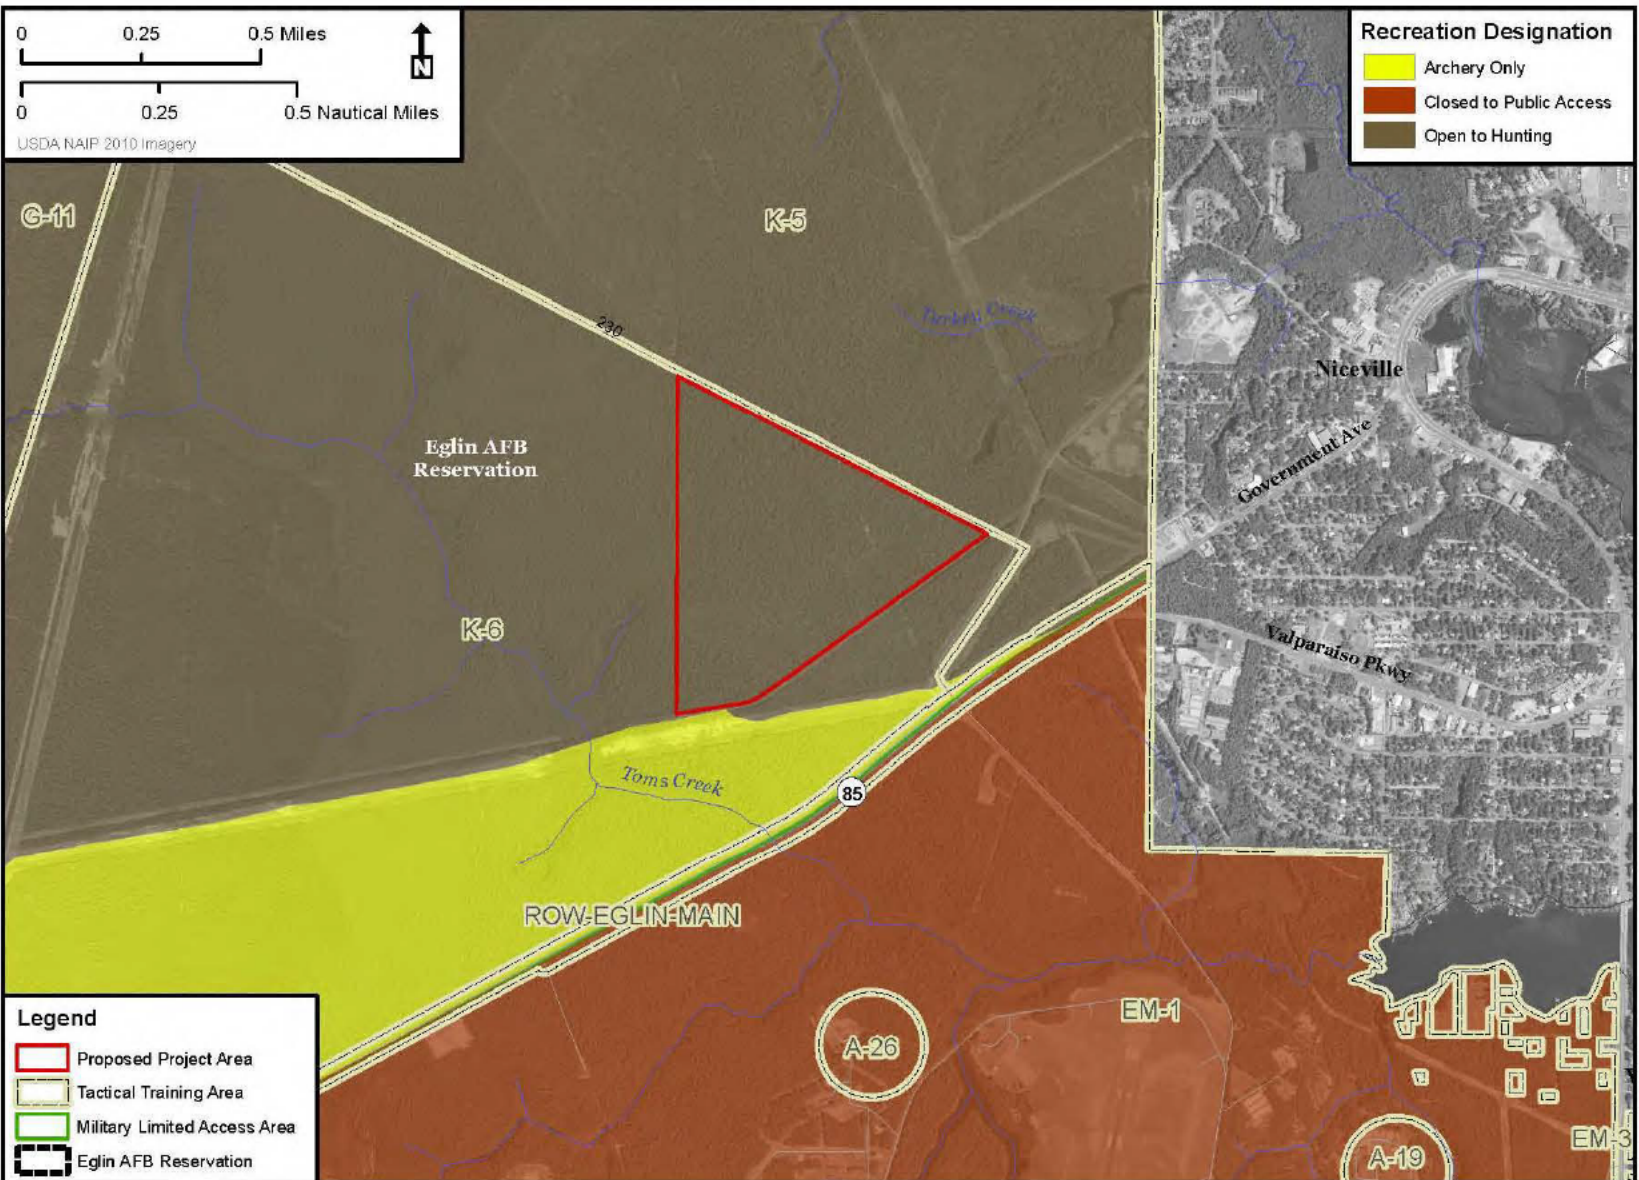 0 0.25 0.5 Miles
N
0 0.25 0.5 Nautical Miles
USDA NAIP 2010 Imagery
Recreation Designation
Archery Only
Closed to Public Access
Open to Hunting
G-11
K-5
230
Creek
Niceville
Eglin AFB
Reservation
Government Ave
K-6
Valparaiso Pkwy
Toms Creek
85
ROW-EGLIN-MAIN
EM-1
A-26
Legend
Proposed Project Area
Tactical Training Area
Military Limited Access Area
Eglin AFB Reservation
EM-3
A-19